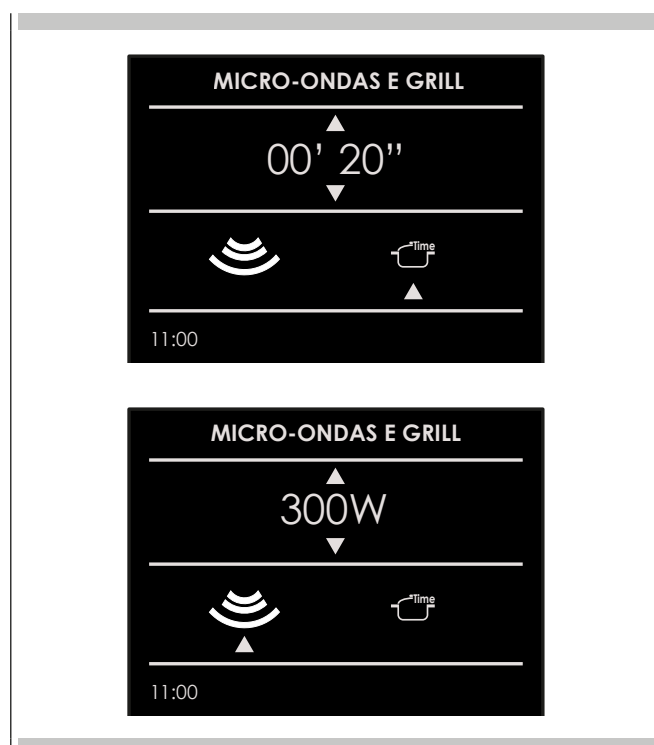 MICRO-ONDAS E GRILL
00’ 20”
Time
11:00
MICRO-ONDAS E GRILL
300W
Time
11:00